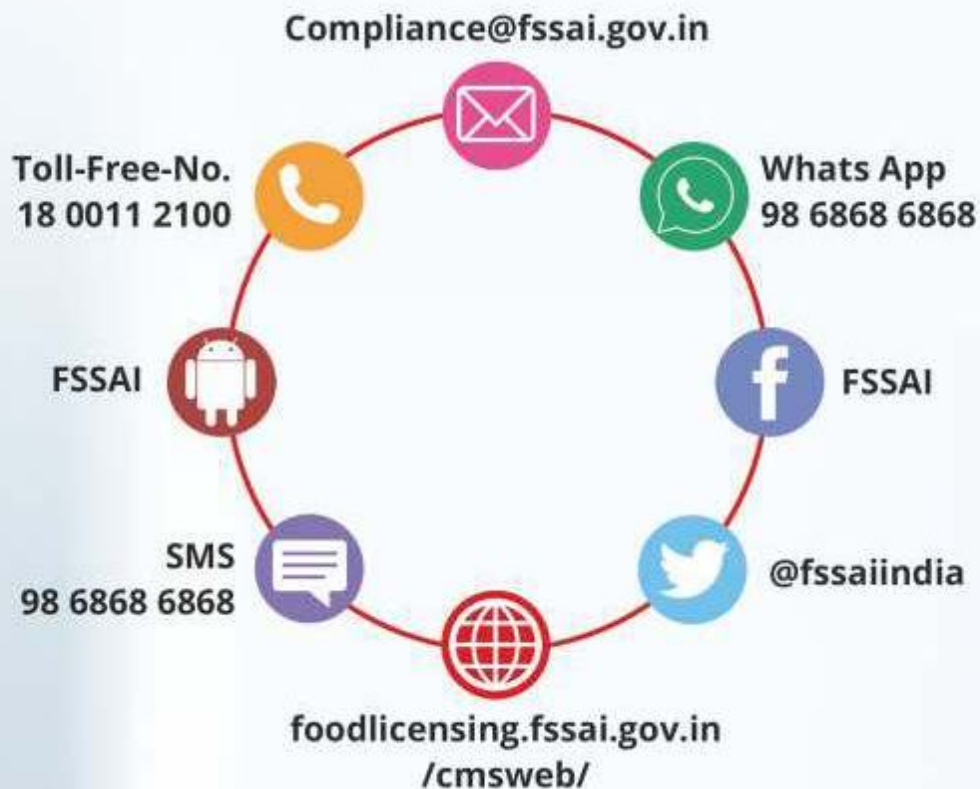 Compliance@fssai.gov.in
Toll-Free-No.
18 0011 2100
Whats App
98 6868 6868
FSSAI
FSSAI
SMS
98 6868 6868
@fssaiindia
foodlicensing.fssai.gov.in
/cmsweb/